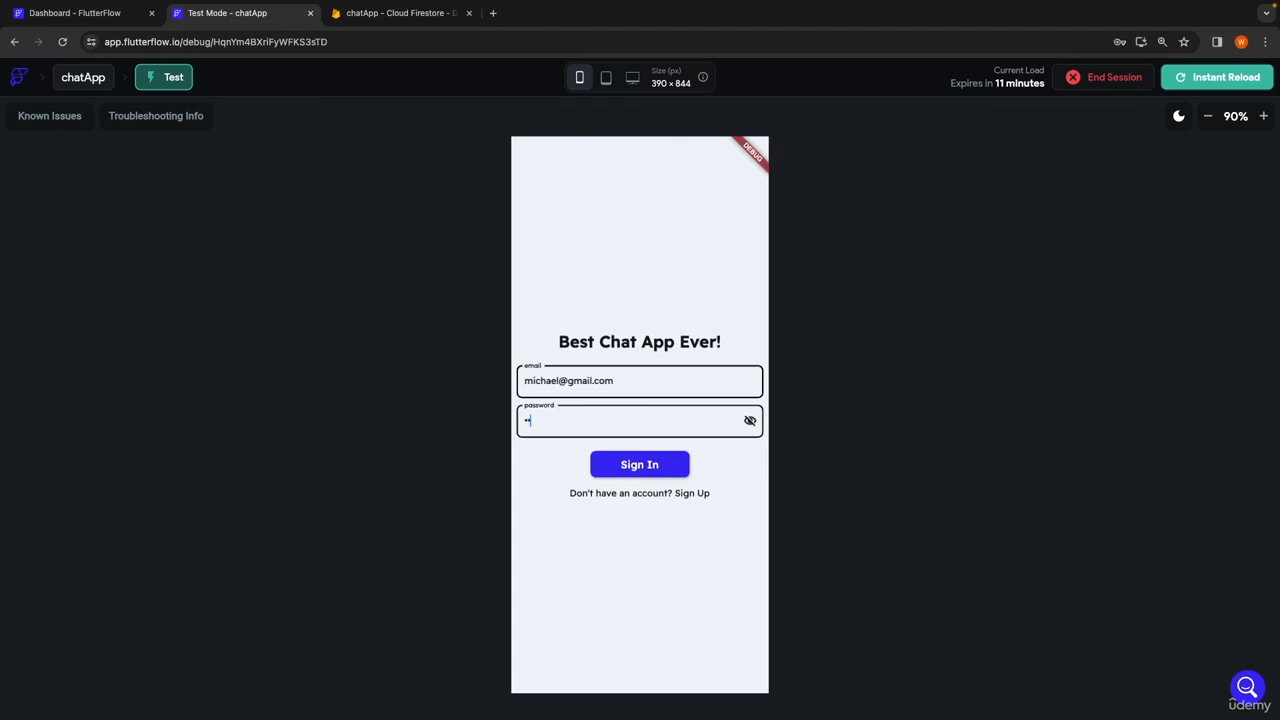 Dashboard - FlutterFlow
Test Mode - chatApp
chatApp - Cloud Firestore - D
app.flutterflow.io/debug/HqnYm4BXriFyWFKS3sTD
W
chatApp
Test
Size (px)
390 × 844
Current Load
Expires in 11 minutes
End Session
Instant Reload
Known Issues
Troubleshooting Info
90%
DEBUG
Best Chat App Ever!
email
michael@gmail.com
password
••
Sign In
Don't have an account? Sign Up
ûdemy